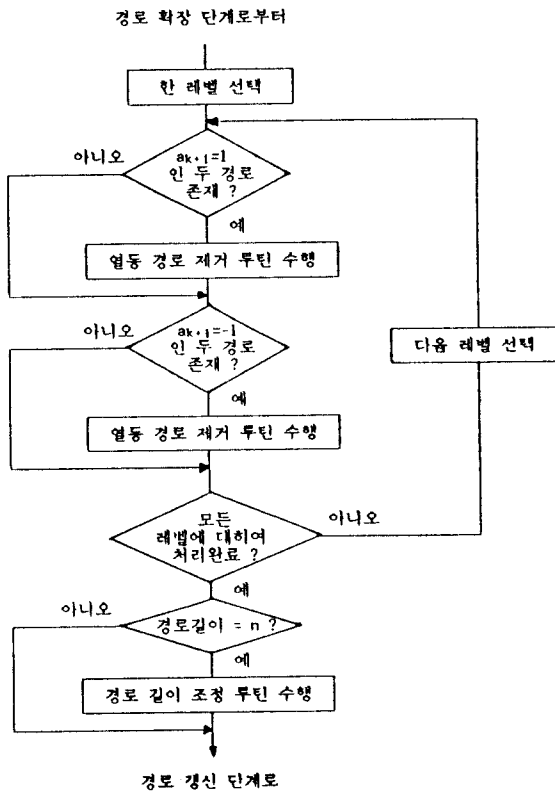 경로 확장 단계로부터
한 레벨 선택
아니오
ak+1=1
인 두 경로
존재 ?
예
열등 경로 제거 루틴 수행
아니오
ak+1=-1
인 두 경로
존재 ?
다음 레벨 선택
예
열등 경로 제거 루틴 수행
모든
레벨에 대하여
처리완료 ?
아니오
예
아니오
경로길이 = n ?
예
경로 길이 조정 루틴 수행
경로 갱신 단계로